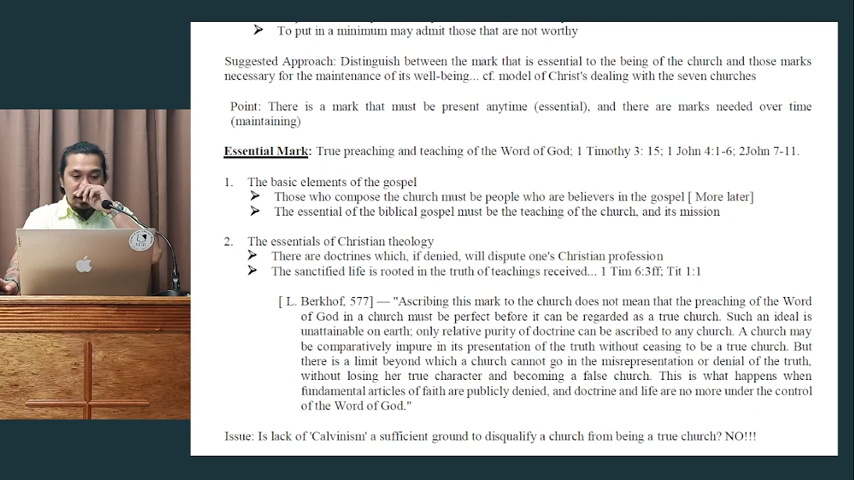 ➢ To put in a minimum may admit those that are not worthy
Suggested Approach: Distinguish between the mark that is essential to the being of the church and those marks
necessary for the maintenance of its well-being... cf. model of Christ's dealing with the seven churches
Point: There is a mark that must be present anytime (essential), and there are marks needed over time
(maintaining)
Essential Mark: True preaching and teaching of the Word of God; 1 Timothy 3: 15; 1 John 4:1-6; 2John 7-11.
1. The basic elements of the gospel
➢ Those who compose the church must be people who are believers in the gospel [ More later]
➢ The essential of the biblical gospel must be the teaching of the church, and its mission
2. The essentials of Christian theology
➢ There are doctrines which, if denied, will dispute one's Christian profession
➢ The sanctified life is rooted in the truth of teachings received... 1 Tim 6:3ff; Tit 1:1
[ L. Berkhof, 577] — "Ascribing this mark to the church does not mean that the preaching of the Word
of God in a church must be perfect before it can be regarded as a true church. Such an ideal is
unattainable on earth; only relative purity of doctrine can be ascribed to any church. A church may
be comparatively impure in its presentation of the truth without ceasing to be a true church. But
there is a limit beyond which a church cannot go in the misrepresentation or denial of the truth,
without losing her true character and becoming a false church. This is what happens when
fundamental articles of faith are publicly denied, and doctrine and life are no more under the control
of the Word of God."
Issue: Is lack of 'Calvinism' a sufficient ground to disqualify a church from being a true church? NO!!!